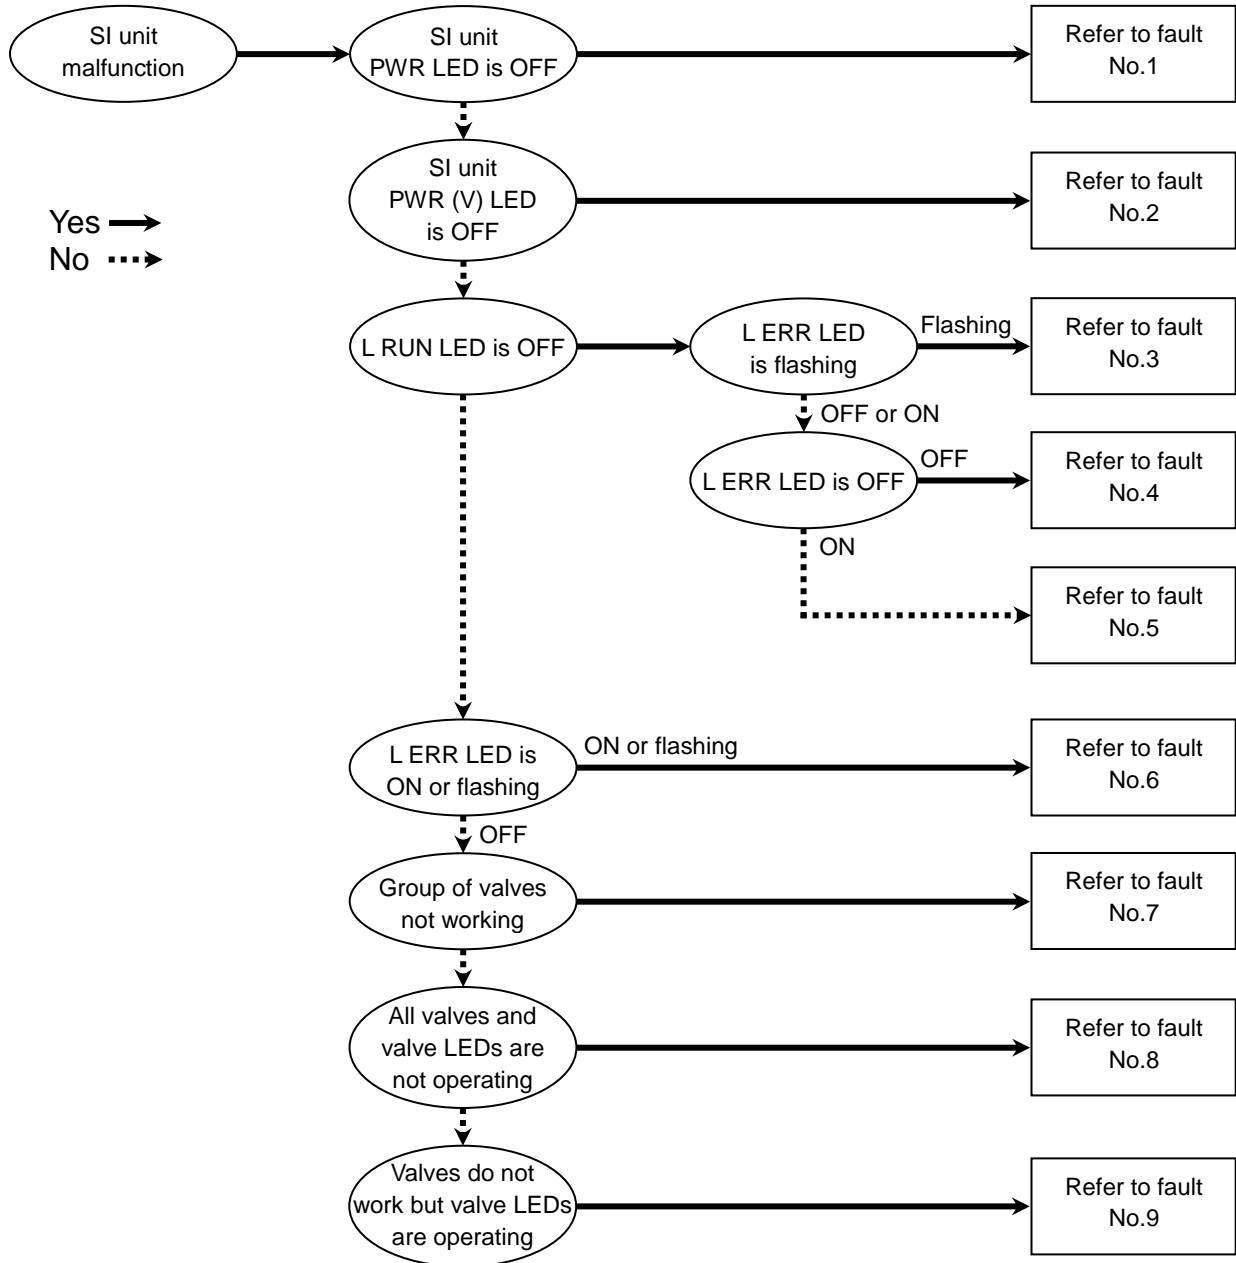 SI unit
malfunction
SI unit
PWR LED is OFF
Refer to fault
No.1
SI unit
PWR (V) LED
is OFF
Refer to fault
No.2
Yes
No
L RUN LED is OFF
L ERR LED
is flashing
Flashing
Refer to fault
No.3
OFF or ON
L ERR LED is OFF
OFF
Refer to fault
No.4
ON
Refer to fault
No.5
L ERR LED is
ON or flashing
ON or flashing
Refer to fault
No.6
OFF
Group of valves
not working
Refer to fault
No.7
All valves and
valve LEDs are
not operating
Refer to fault
No.8
Valves do not
work but valve LEDs
are operating
Refer to fault
No.9